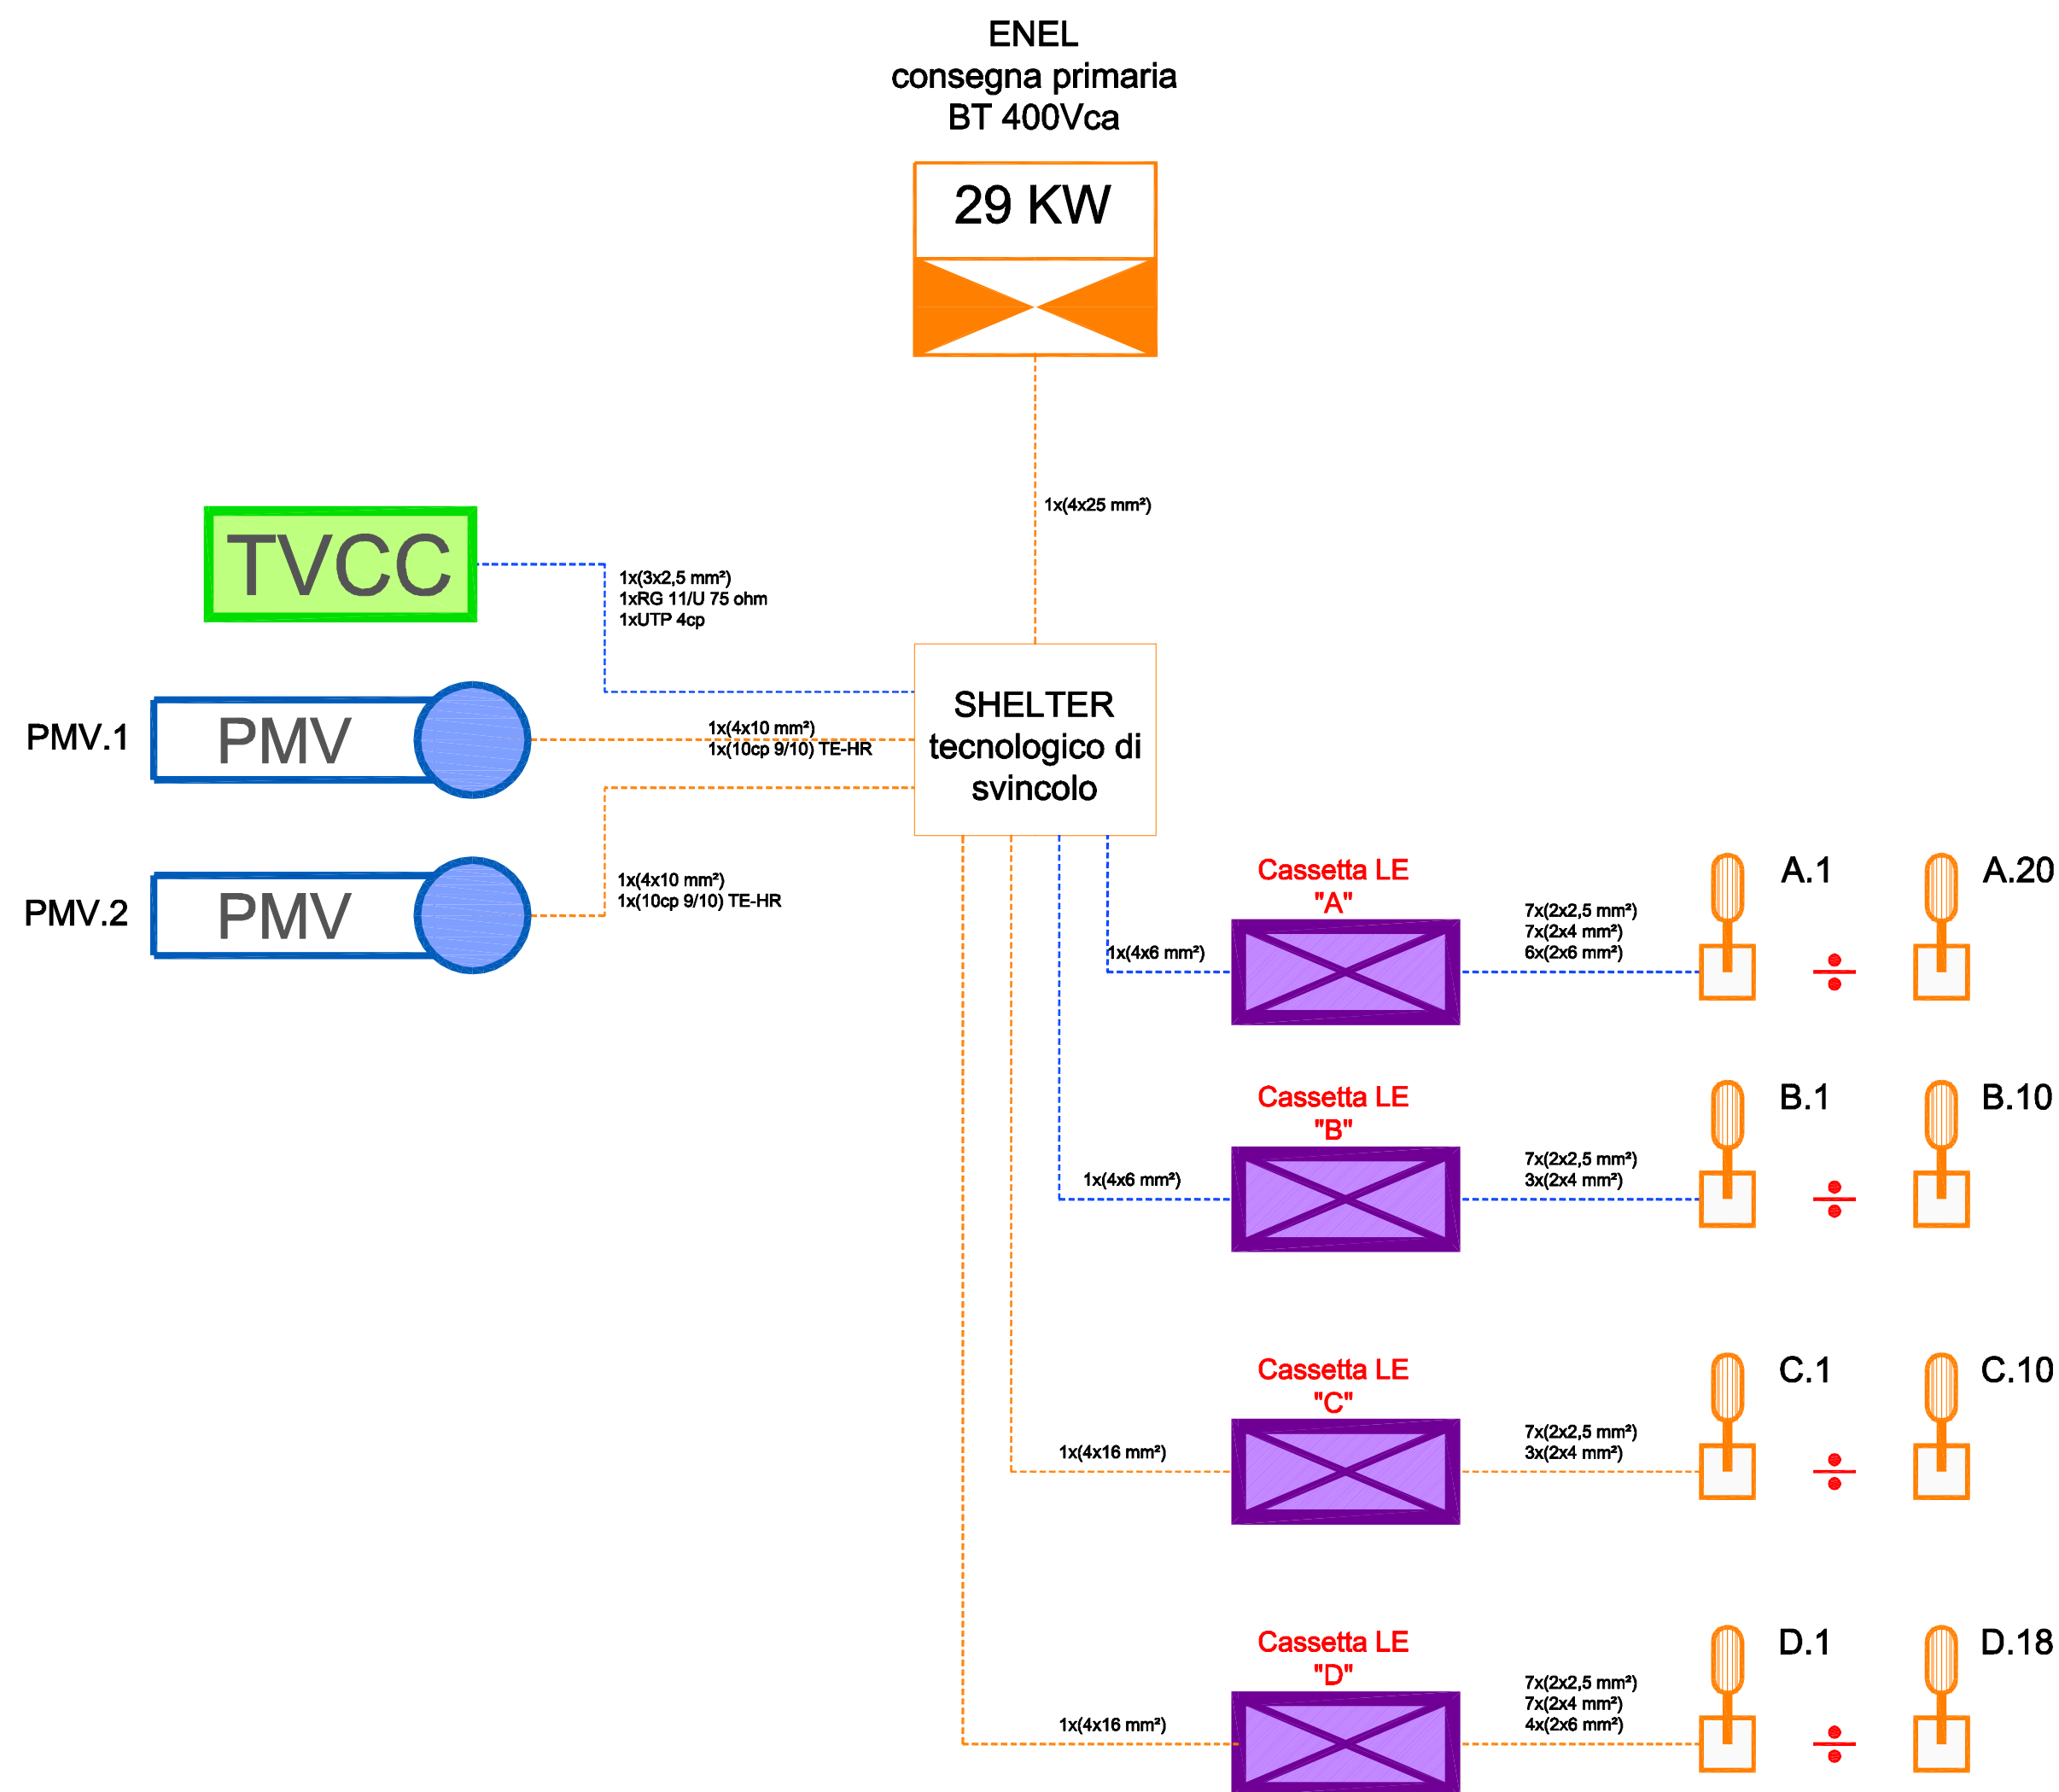 ENEL
consegna primaria
BT 400Vca
29 KW
1x(4x25 mm²)
TVCC
1x(3x2,5 mm²)
1xRG 11/U 75 ohm
1xUTP 4cp
SHELTER
tecnologico di
svincolo
PMV.1
PMV
1x(4x10 mm²)
1x(10cp 9/10) TE-HR
PMV.2
PMV
1x(4x10 mm²)
1x(10cp 9/10) TE-HR
Cassetta LE
"A"
1x(4x6 mm²)
7x(2x2,5 mm²)
7x(2x4 mm²)
6x(2x6 mm²)
A.1
A.20
Cassetta LE
"B"
1x(4x6 mm²)
7x(2x2,5 mm²)
3x(2x4 mm²)
B.1
B.10
Cassetta LE
"C"
1x(4x16 mm²)
7x(2x2,5 mm²)
3x(2x4 mm²)
C.1
C.10
Cassetta LE
"D"
1x(4x16 mm²)
7x(2x2,5 mm²)
7x(2x4 mm²)
4x(2x6 mm²)
D.1
D.18